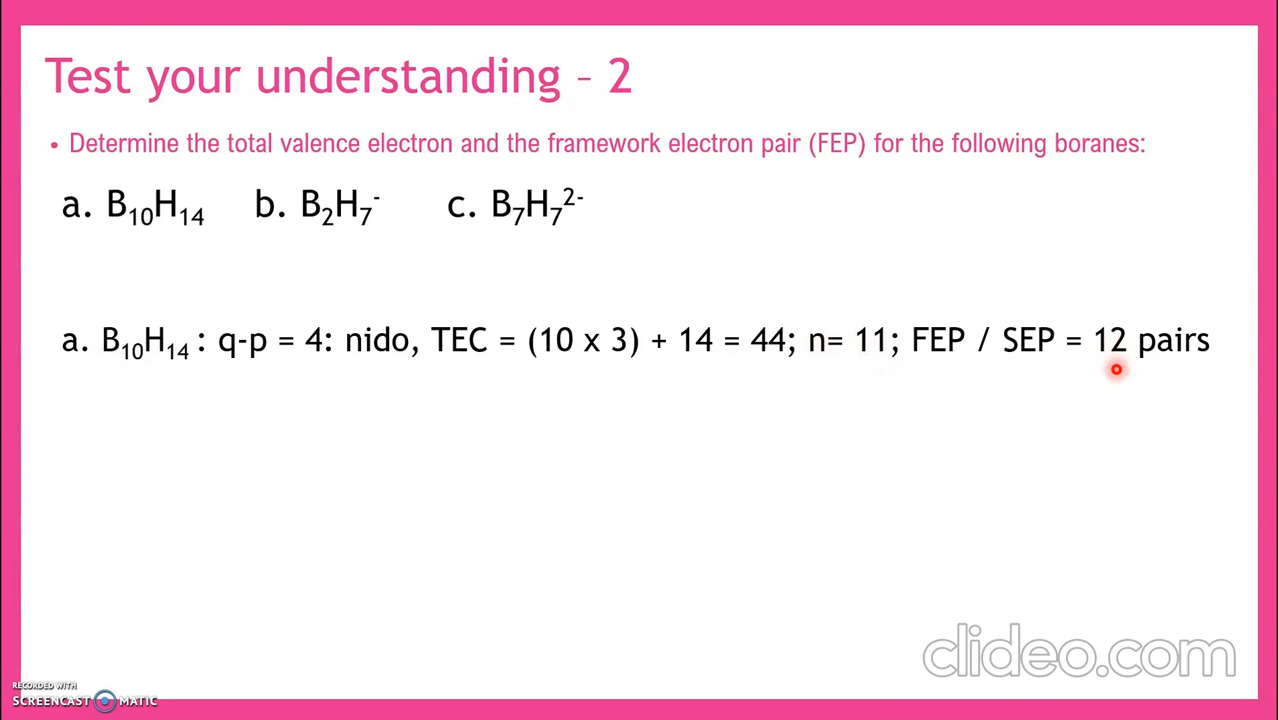 Test your understanding – 2
• Determine the total valence electron and the framework electron pair (FEP) for the following boranes:
a. B₁₀H₁₄ b. B₂H₇⁻ c. B₇H₇²⁻
a. B₁₀H₁₄ : q-p = 4: nido, TEC = (10 x 3) + 14 = 44; n= 11; FEP / SEP = 12 pairs
clideo.com
RECORDED WITH
SCREENCAST MATIC